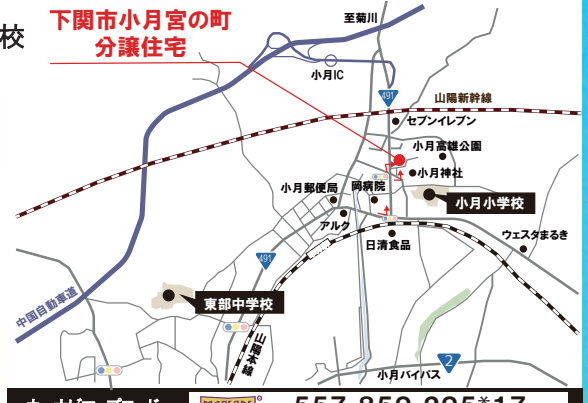 校
下関市小月宮の町
分譲住宅
至菊川
小月IC
491
山陽新幹線
セブンイレブン
小月高雄公園
小月神社
小月郵便局
岡病院
小月小学校
アルク
日清食品
ウェスタまるき
491
東部中学校
中国自動車道
山陽本線
2
小月バイパス